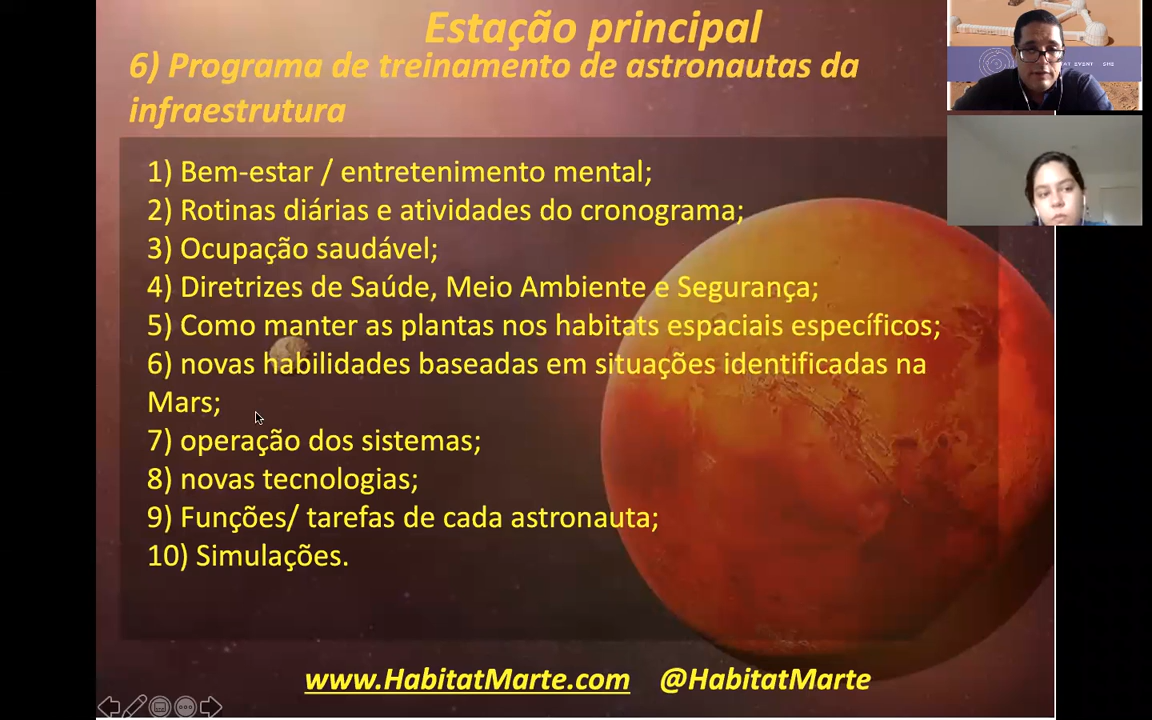 Estação principal
6) Programa de treinamento de astronautas da
infraestrutura
1) Bem-estar / entretenimento mental;
2) Rotinas diárias e atividades do cronograma;
3) Ocupação saudável;
4) Diretrizes de Saúde, Meio Ambiente e Segurança;
5) Como manter as plantas nos habitats espaciais específicos;
6) novas habilidades baseadas em situações identificadas na
Mars;
7) operação dos sistemas;
8) novas tecnologias;
9) Funções/ tarefas de cada astronauta;
10) Simulações.
www.HabitatMarte.com @HabitatMarte